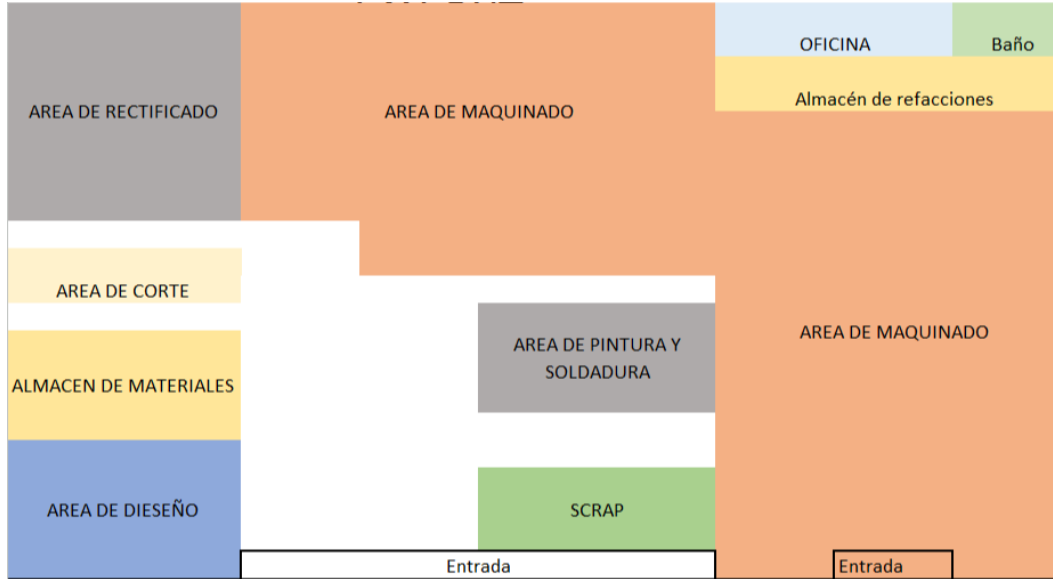 OFICINA
Baño
AREA DE RECTIFICADO
AREA DE MAQUINADO
Almacén de refacciones
AREA DE CORTE
AREA DE PINTURA Y
SOLDADURA
AREA DE MAQUINADO
ALMACEN DE MATERIALES
AREA DE DIESEÑO
SCRAP
Entrada
Entrada